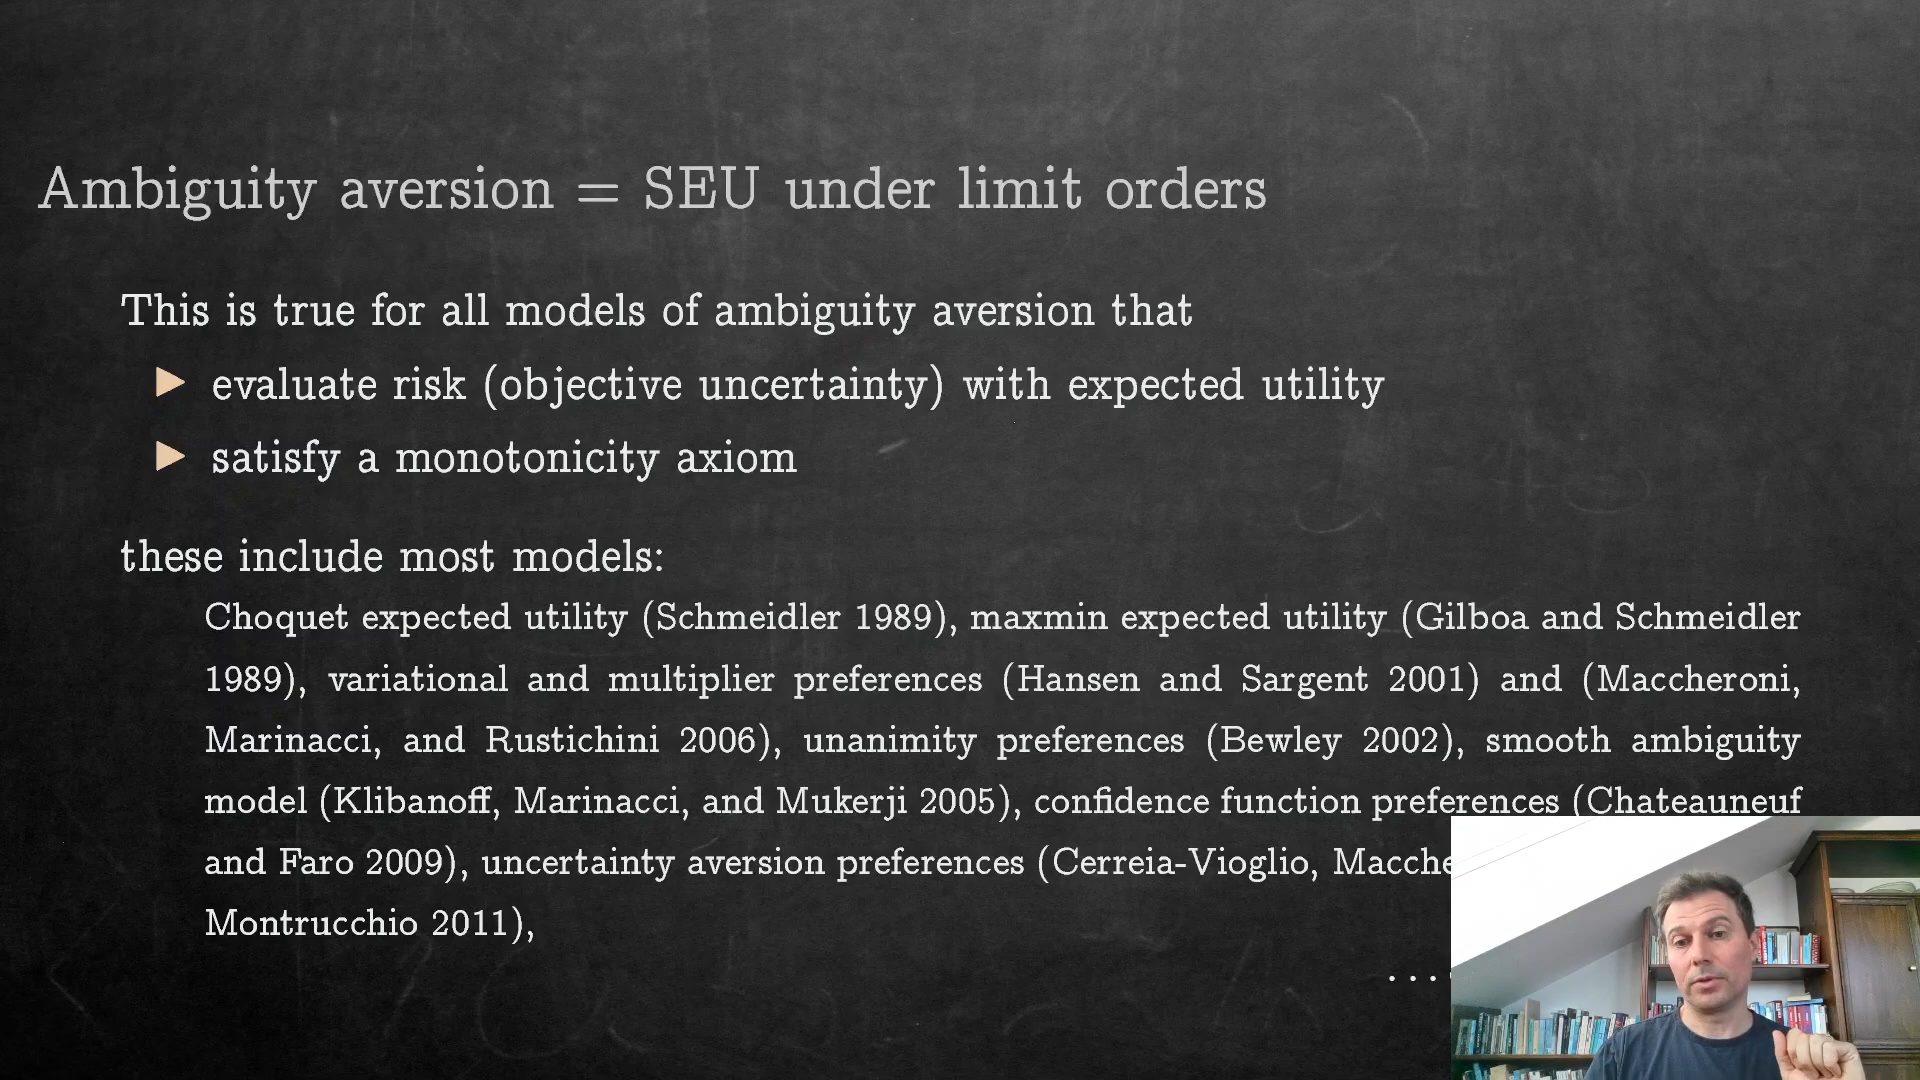 Ambiguity aversion = SEU under limit orders
This is true for all models of ambiguity aversion that
▶ evaluate risk (objective uncertainty) with expected utility
▶ satisfy a monotonicity axiom
these include most models:
Choquet expected utility (Schmeidler 1989), maxmin expected utility (Gilboa and Schmeidler
1989), variational and multiplier preferences (Hansen and Sargent 2001) and (Maccheroni,
Marinacci, and Rustichini 2006), unanimity preferences (Bewley 2002), smooth ambiguity
model (Klibanoff, Marinacci, and Mukerji 2005), confidence function preferences (Chateauneuf
and Faro 2009), uncertainty aversion preferences (Cerreia-Vioglio, Macche
Montrucchio 2011),
...